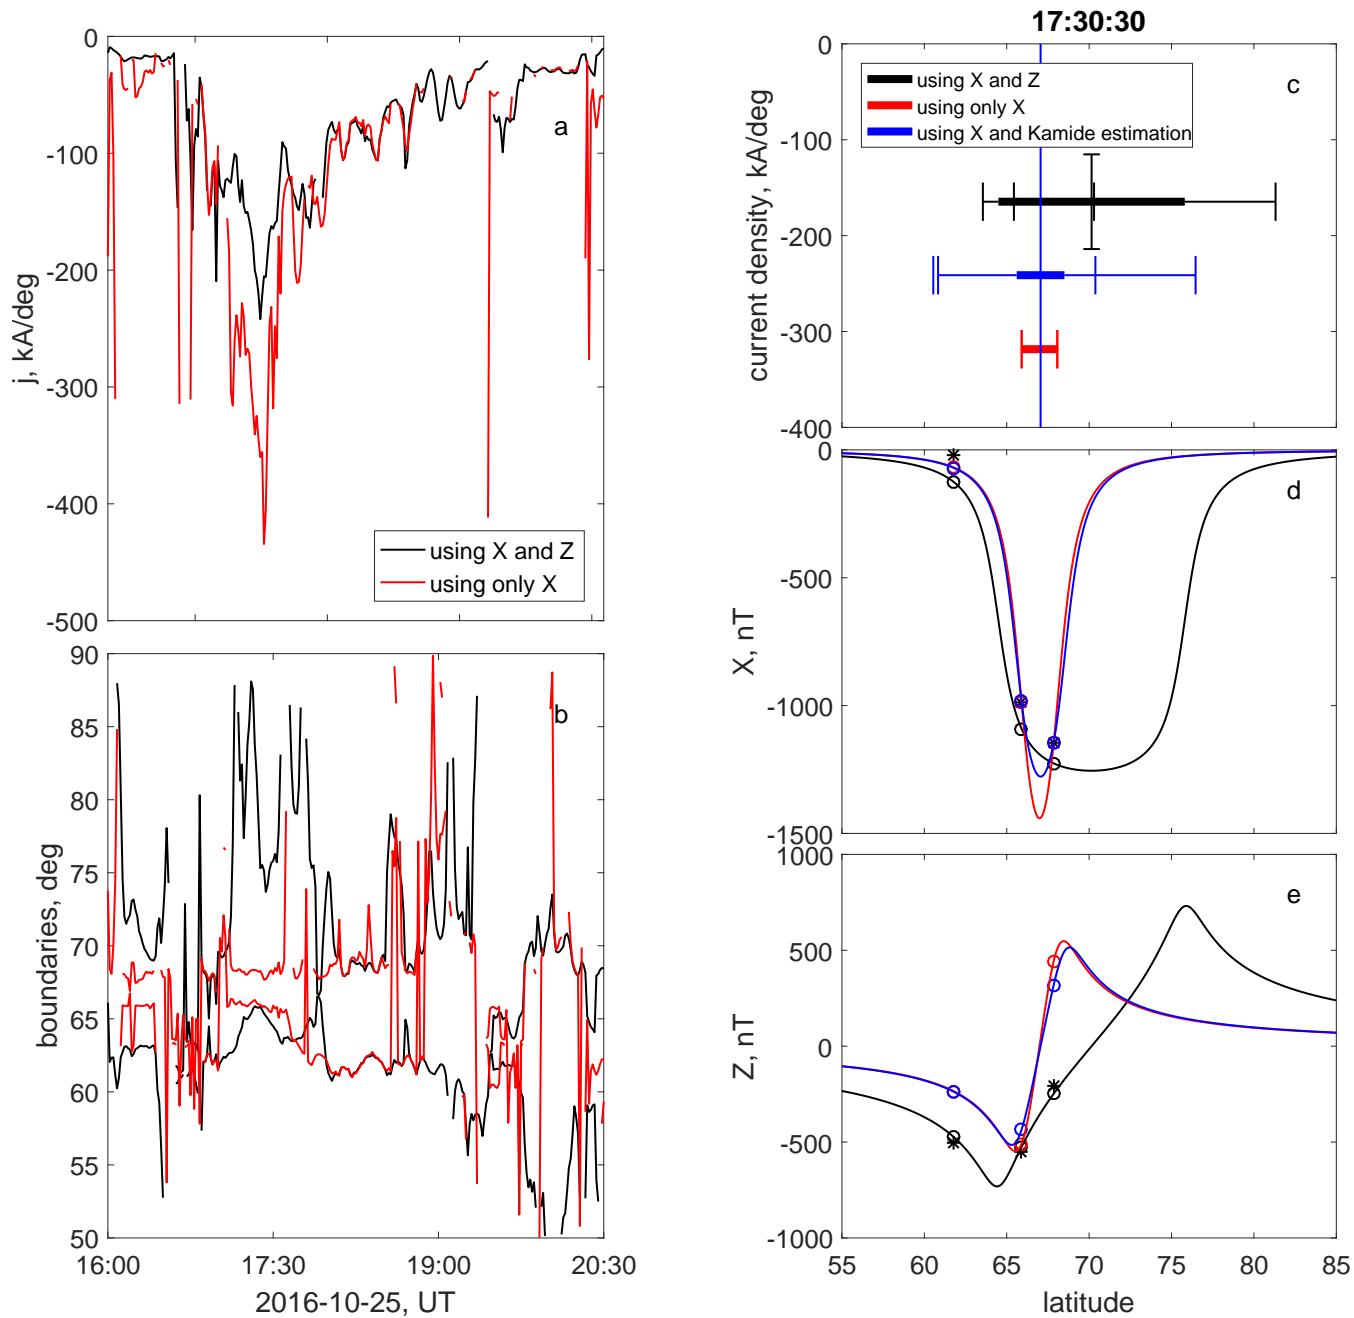 0
-100
-200
-300
-400
-500
j, kA/deg
a
using X and Z
using only X
90
85
80
75
70
65
60
55
50
boundaries, deg
b
16:00 17:30 19:00 20:30
2016-10-25, UT
17:30:30
0
-100
-200
-300
-400
current density, kA/deg
using X and Z
using only X
using X and Kamide estimation
c
0
-500
-1000
-1500
X, nT
d
1000
500
0
-500
-1000
Z, nT
e
55 60 65 70 75 80 85
latitude